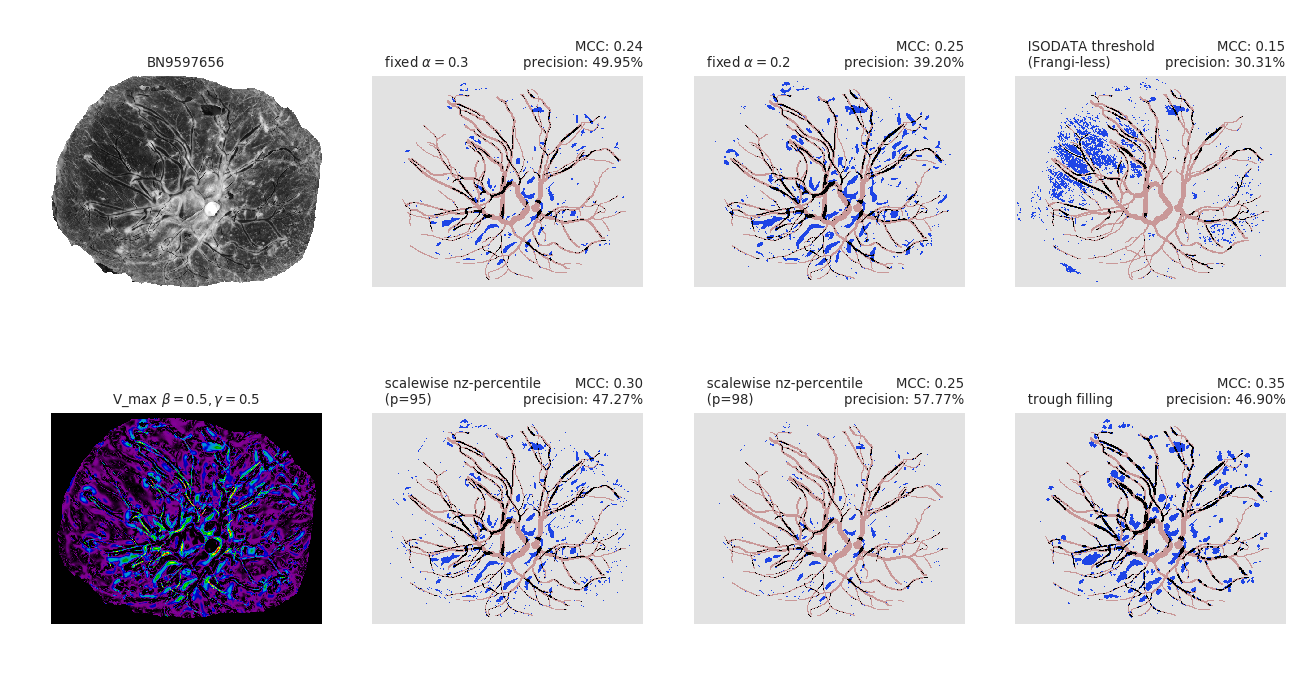 BN9597656
MCC: 0.24
fixed α = 0.3 precision: 49.95%
MCC: 0.25
fixed α = 0.2 precision: 39.20%
ISODATA threshold MCC: 0.15
(Frangi-less) precision: 30.31%
V_max β = 0.5, γ = 0.5
scalewise nz-percentile MCC: 0.30
(p=95) precision: 47.27%
scalewise nz-percentile MCC: 0.25
(p=98) precision: 57.77%
MCC: 0.35
trough filling precision: 46.90%